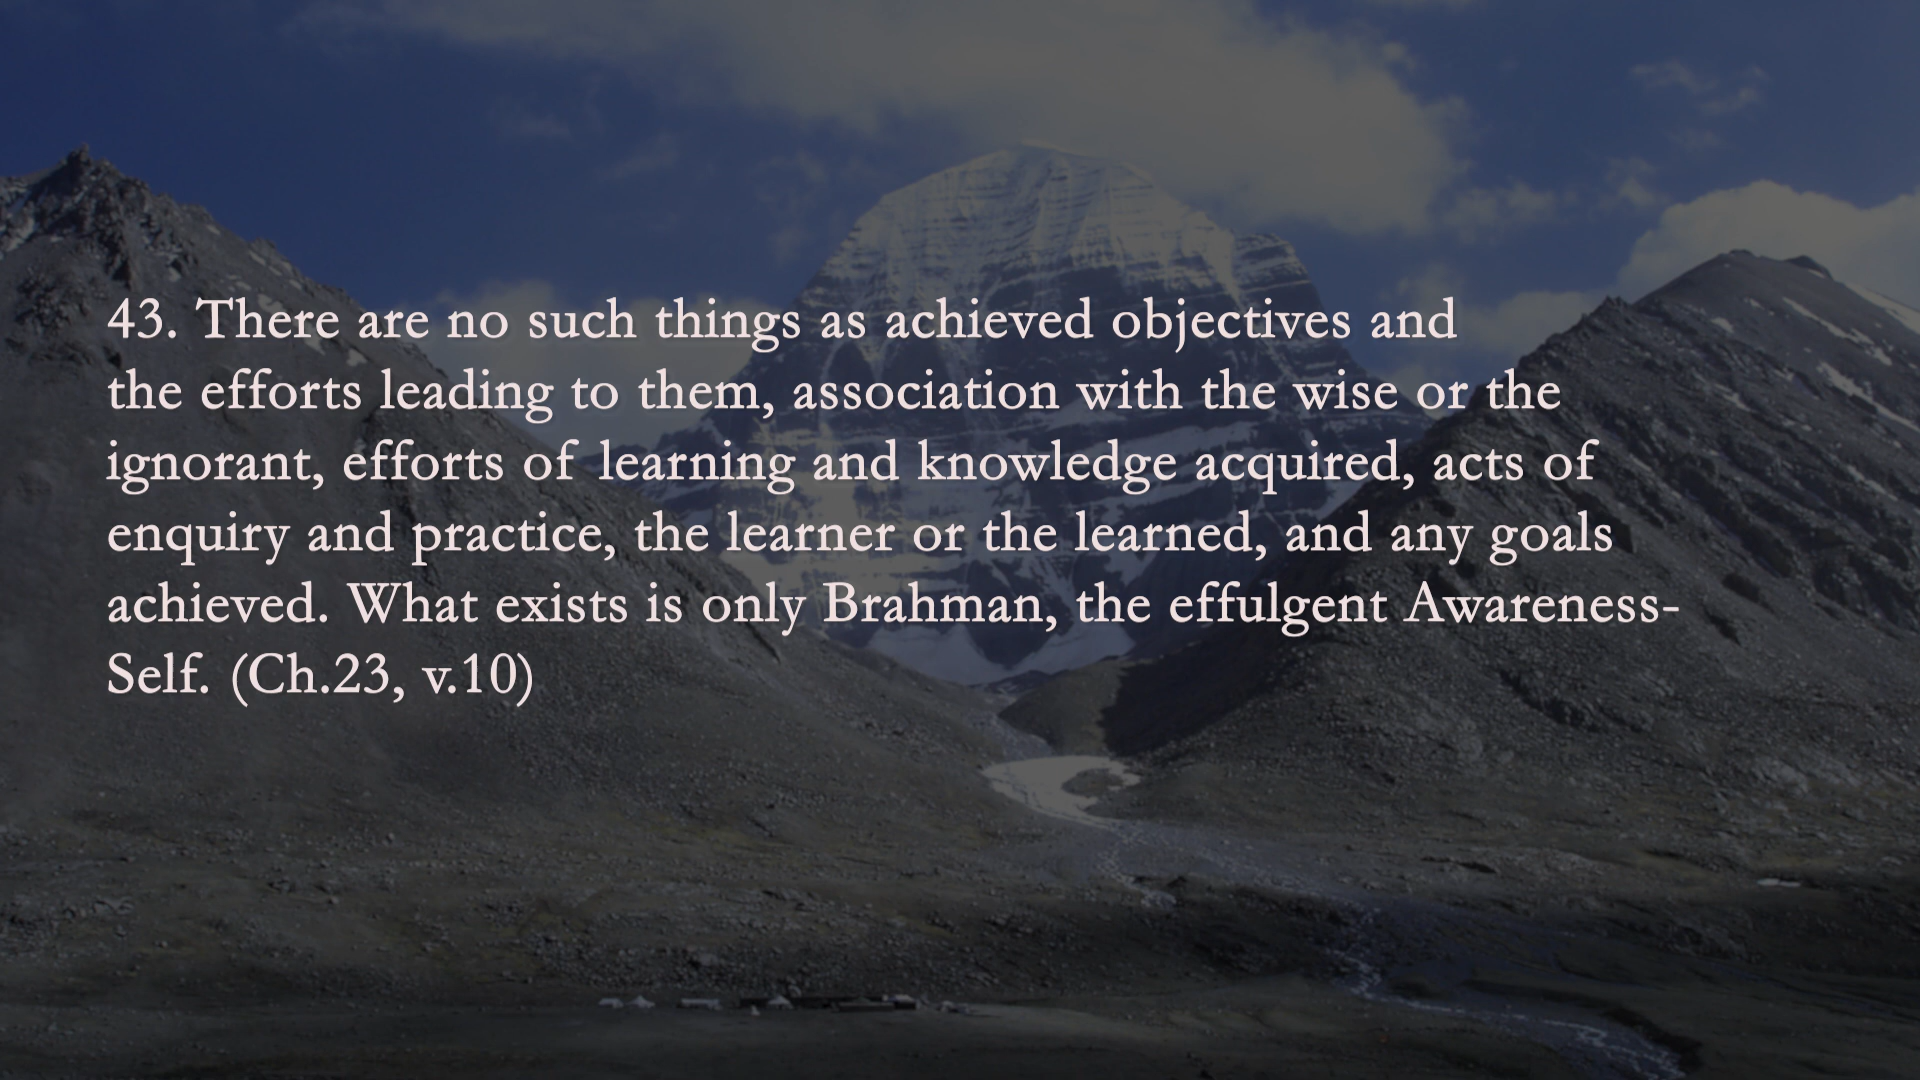 43. There are no such things as achieved objectives and
the efforts leading to them, association with the wise or the
ignorant, efforts of learning and knowledge acquired, acts of
enquiry and practice, the learner or the learned, and any goals
achieved. What exists is only Brahman, the effulgent Awareness-
Self. (Ch.23, v.10)